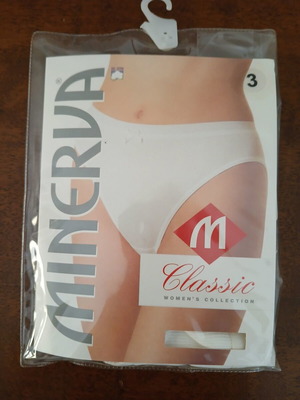 MINERVA®
3
M
Classic
WOMEN'S COLLECTION